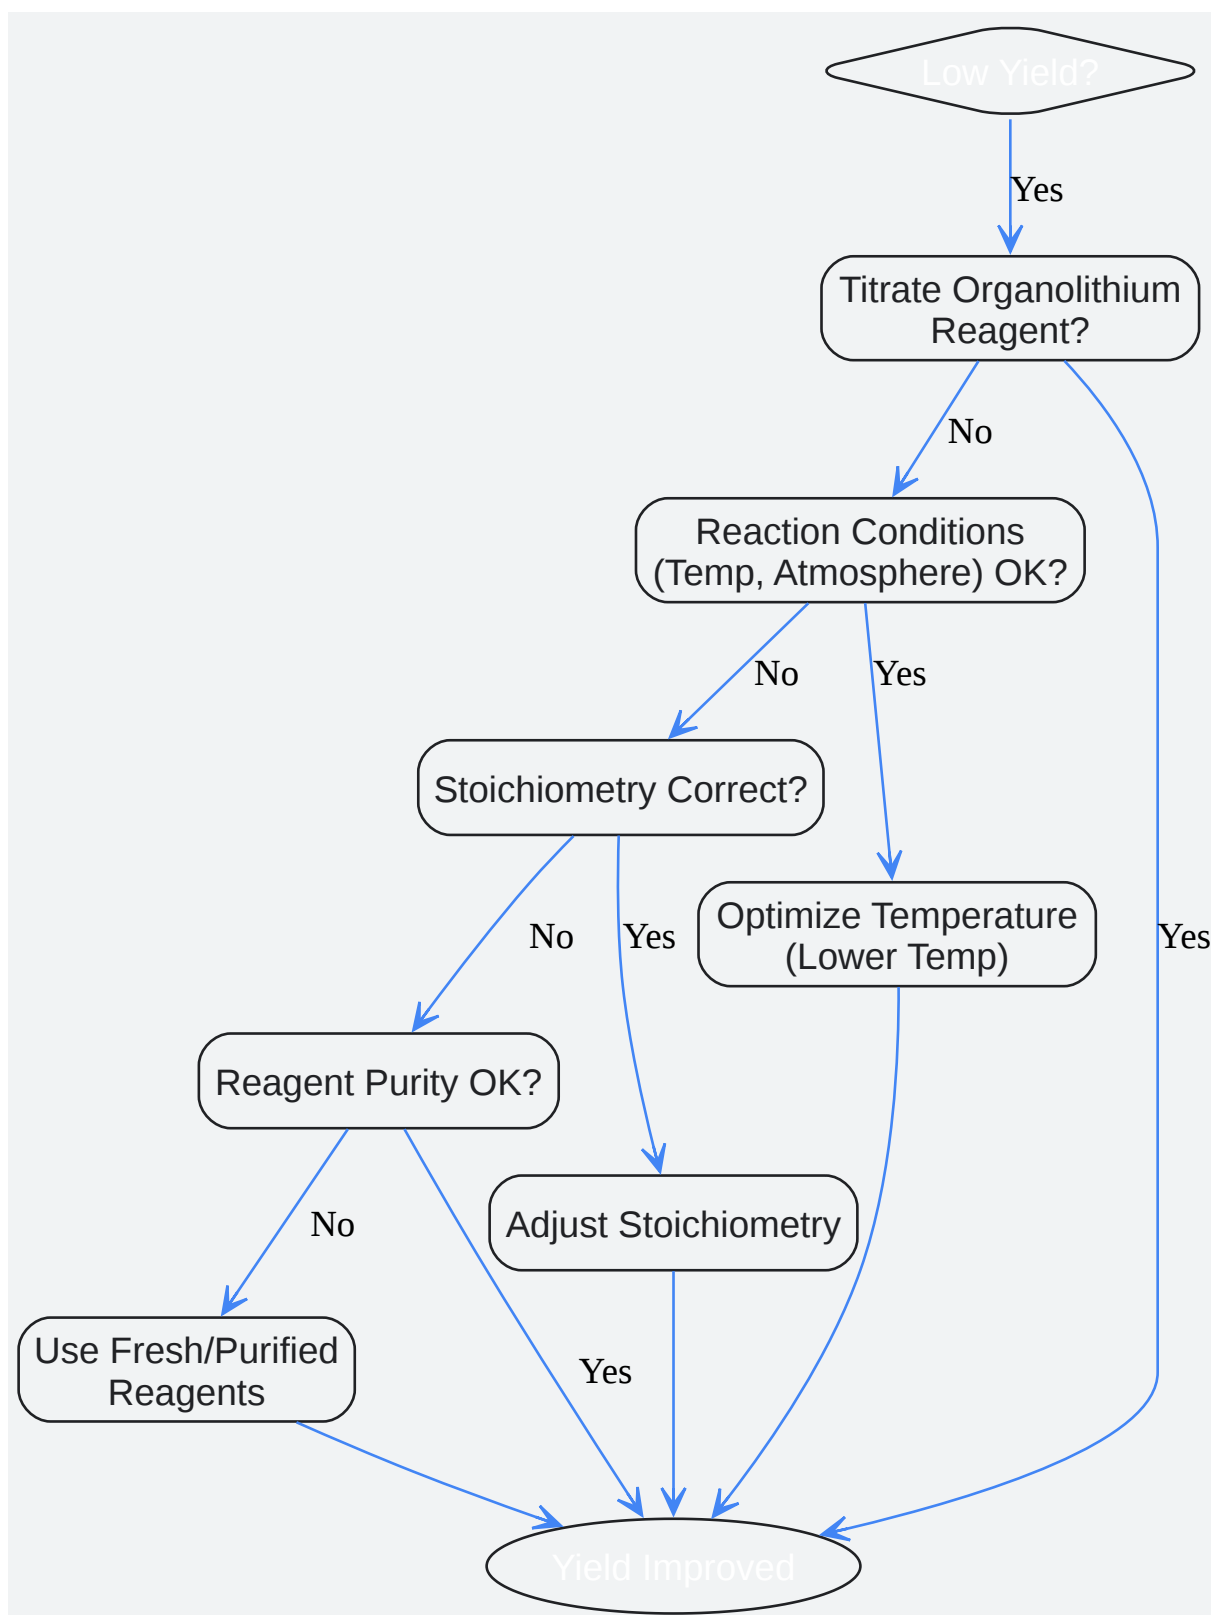 Low Yield?
Yes
Titrate Organolithium
Reagent?
No
Reaction Conditions
(Temp, Atmosphere) OK?
No
Yes
Stoichiometry Correct?
Optimize Temperature
(Lower Temp)
No
Yes
Yes
Reagent Purity OK?
Adjust Stoichiometry
No
Use Fresh/Purified
Reagents
Yes
Yield Improved